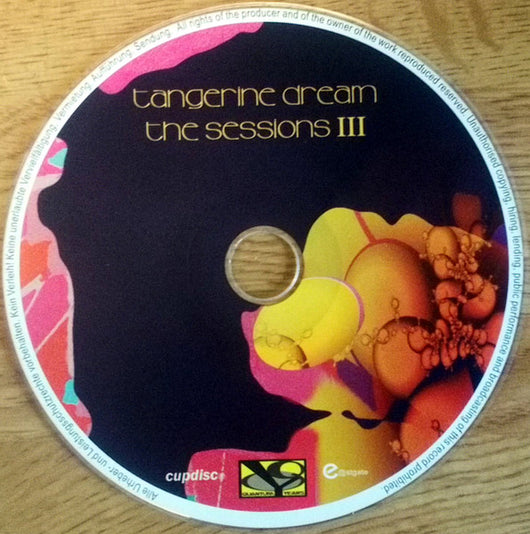 tangerine dream
the sessions III
cupdisc
QUANTUM YEARS
eastgate
Alle Urheber- und Leistungsschutzrechte vorbehalten. Kein Verleih! Keine unerlaubte Vervielfältigung, Vermietung, Aufführung, Sendung. All rights of the producer and of the owner of the work reproduced reserved. Unauthorised copying, hiring, lending, public performance and broadcasting of this record prohibited.